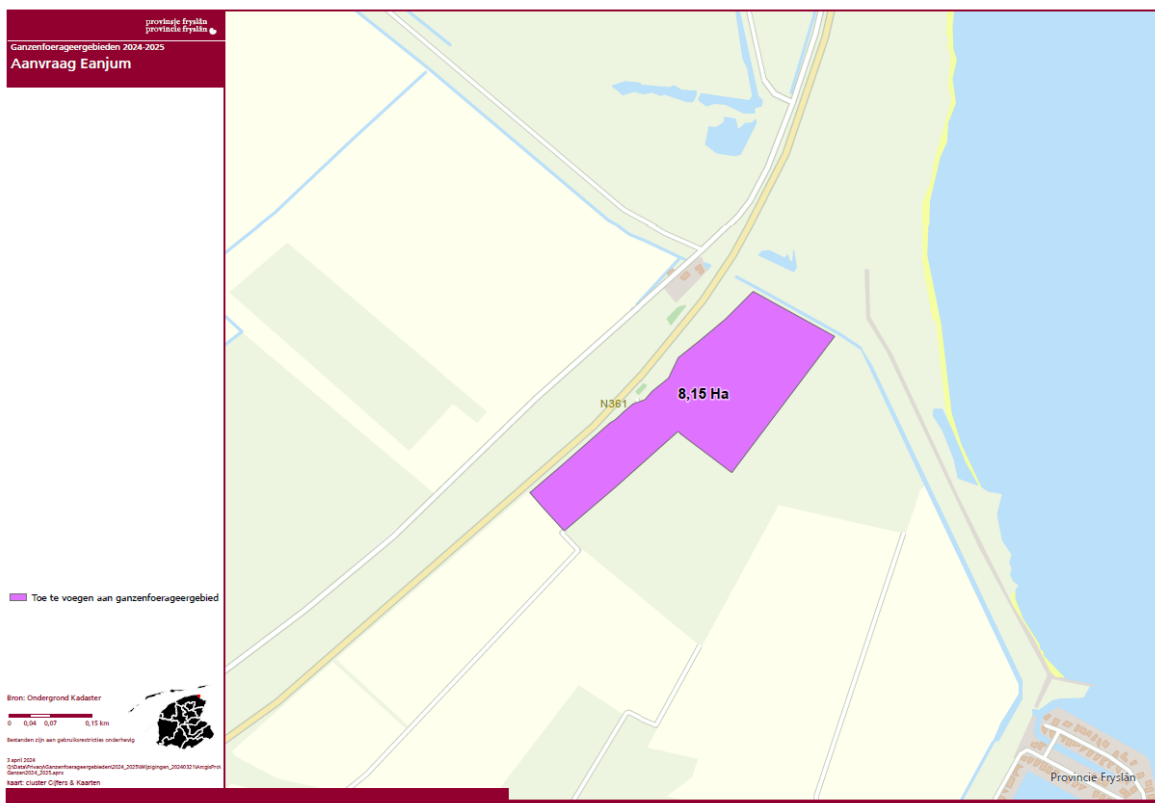 provinsje fryslân
provincie fryslân
Ganzenfoerageergebieden 2024-2025
Aanvraag Eanjum
N361
8,15 Ha
Toe te voegen aan ganzenfoerageergebied
Bron: Ondergrond Kadaster
0 0,04 0,07 0,15 km
Bestanden zijn aan gebruiksrestricties onderhevig
3 april 2024
kaart: cluster Cijfers & Kaarten
Provincie Fryslân